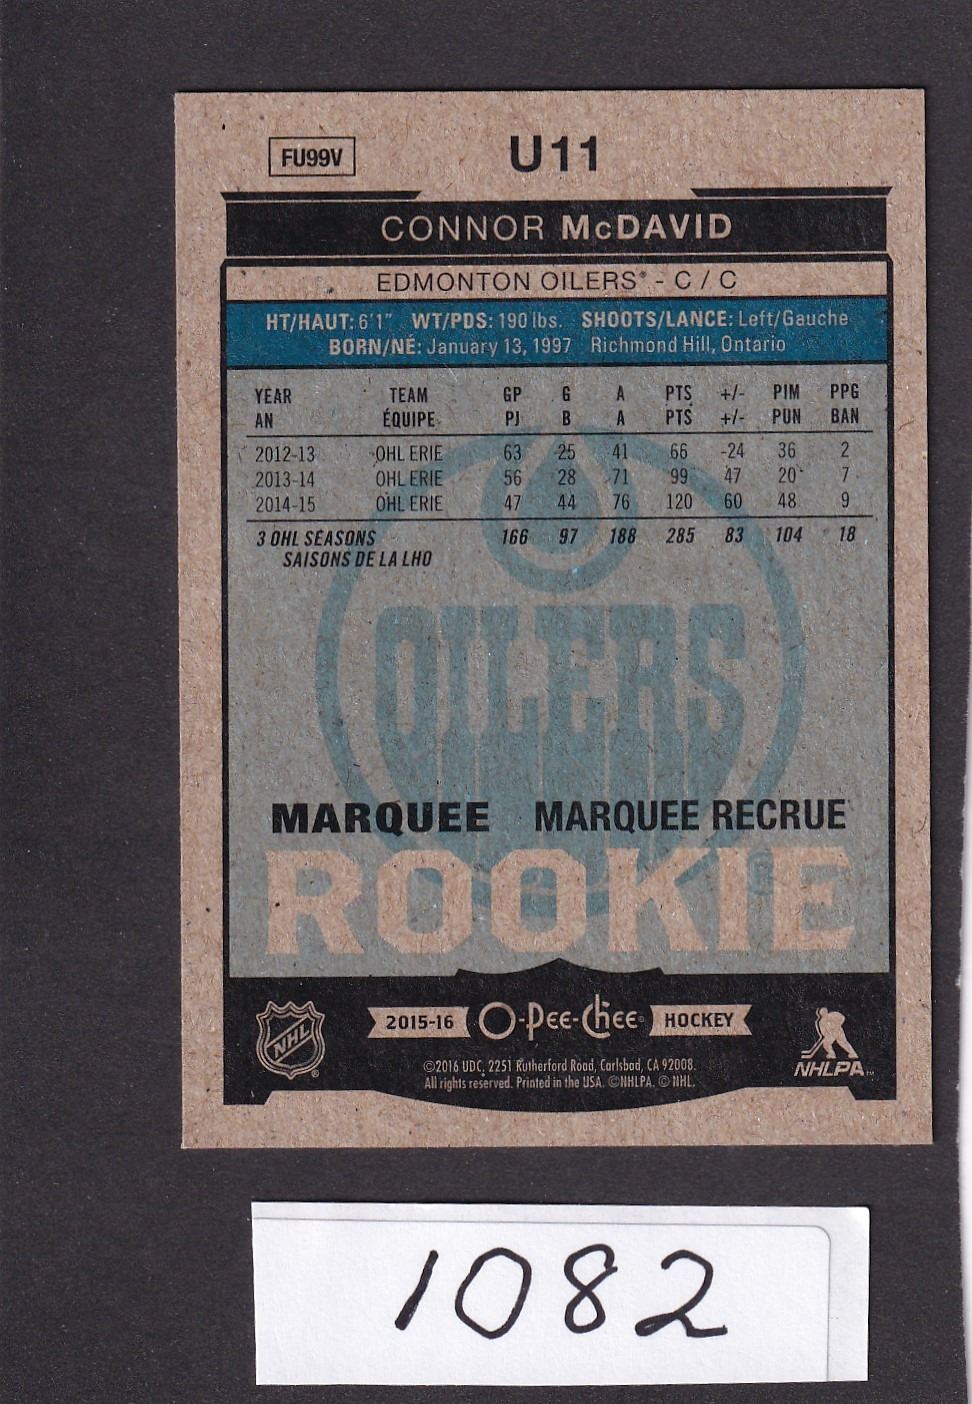 FU99V U11
CONNOR McDAVID
EDMONTON OILERS® - C / C
HT/HAUT: 6'1" WT/PDS: 190 lbs. SHOOTS/LANCE: Left/Gauche
BORN/NÉ: January 13, 1997 Richmond Hill, Ontario
YEAR TEAM GP G A PTS +/- PIM PPG
AN ÉQUIPE PJ B A PTS +/- PUN BAN
2012-13 OHL ERIE 63 25 41 66 -24 36 2
2013-14 OHL ERIE 56 28 71 99 47 20 7
2014-15 OHL ERIE 47 44 76 120 60 48 9
3 OHL SEASONS 166 97 188 285 83 104 18
SAISONS DE LA LHO
OILERS
MARQUEE MARQUEE RECRUE
ROOKIE
NHL ® 2015-16 O-Pee-Chee® HOCKEY NHLPA™
©2016 UDC, 2251 Rutherford Road, Carlsbad, CA 92008.
All rights reserved. Printed in the USA. ©NHLPA. © NHL.
1082